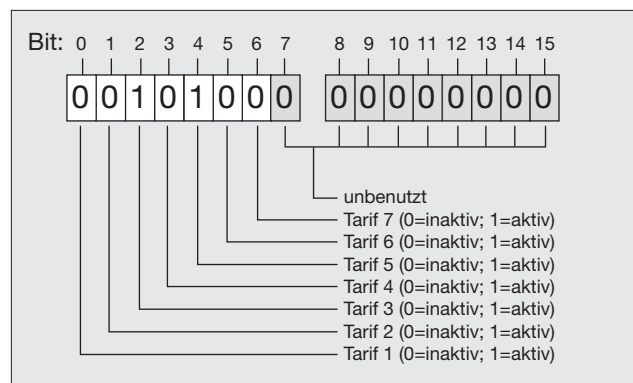 Bit: 0 1 2 3 4 5 6 7 8 9 10 11 12 13 14 15
0 0 1 0 1 0 0 0 0 0 0 0 0 0 0 0
unbenutzt
Tarif 7 (0=inaktiv; 1=aktiv)
Tarif 6 (0=inaktiv; 1=aktiv)
Tarif 5 (0=inaktiv; 1=aktiv)
Tarif 4 (0=inaktiv; 1=aktiv)
Tarif 3 (0=inaktiv; 1=aktiv)
Tarif 2 (0=inaktiv; 1=aktiv)
Tarif 1 (0=inaktiv; 1=aktiv)